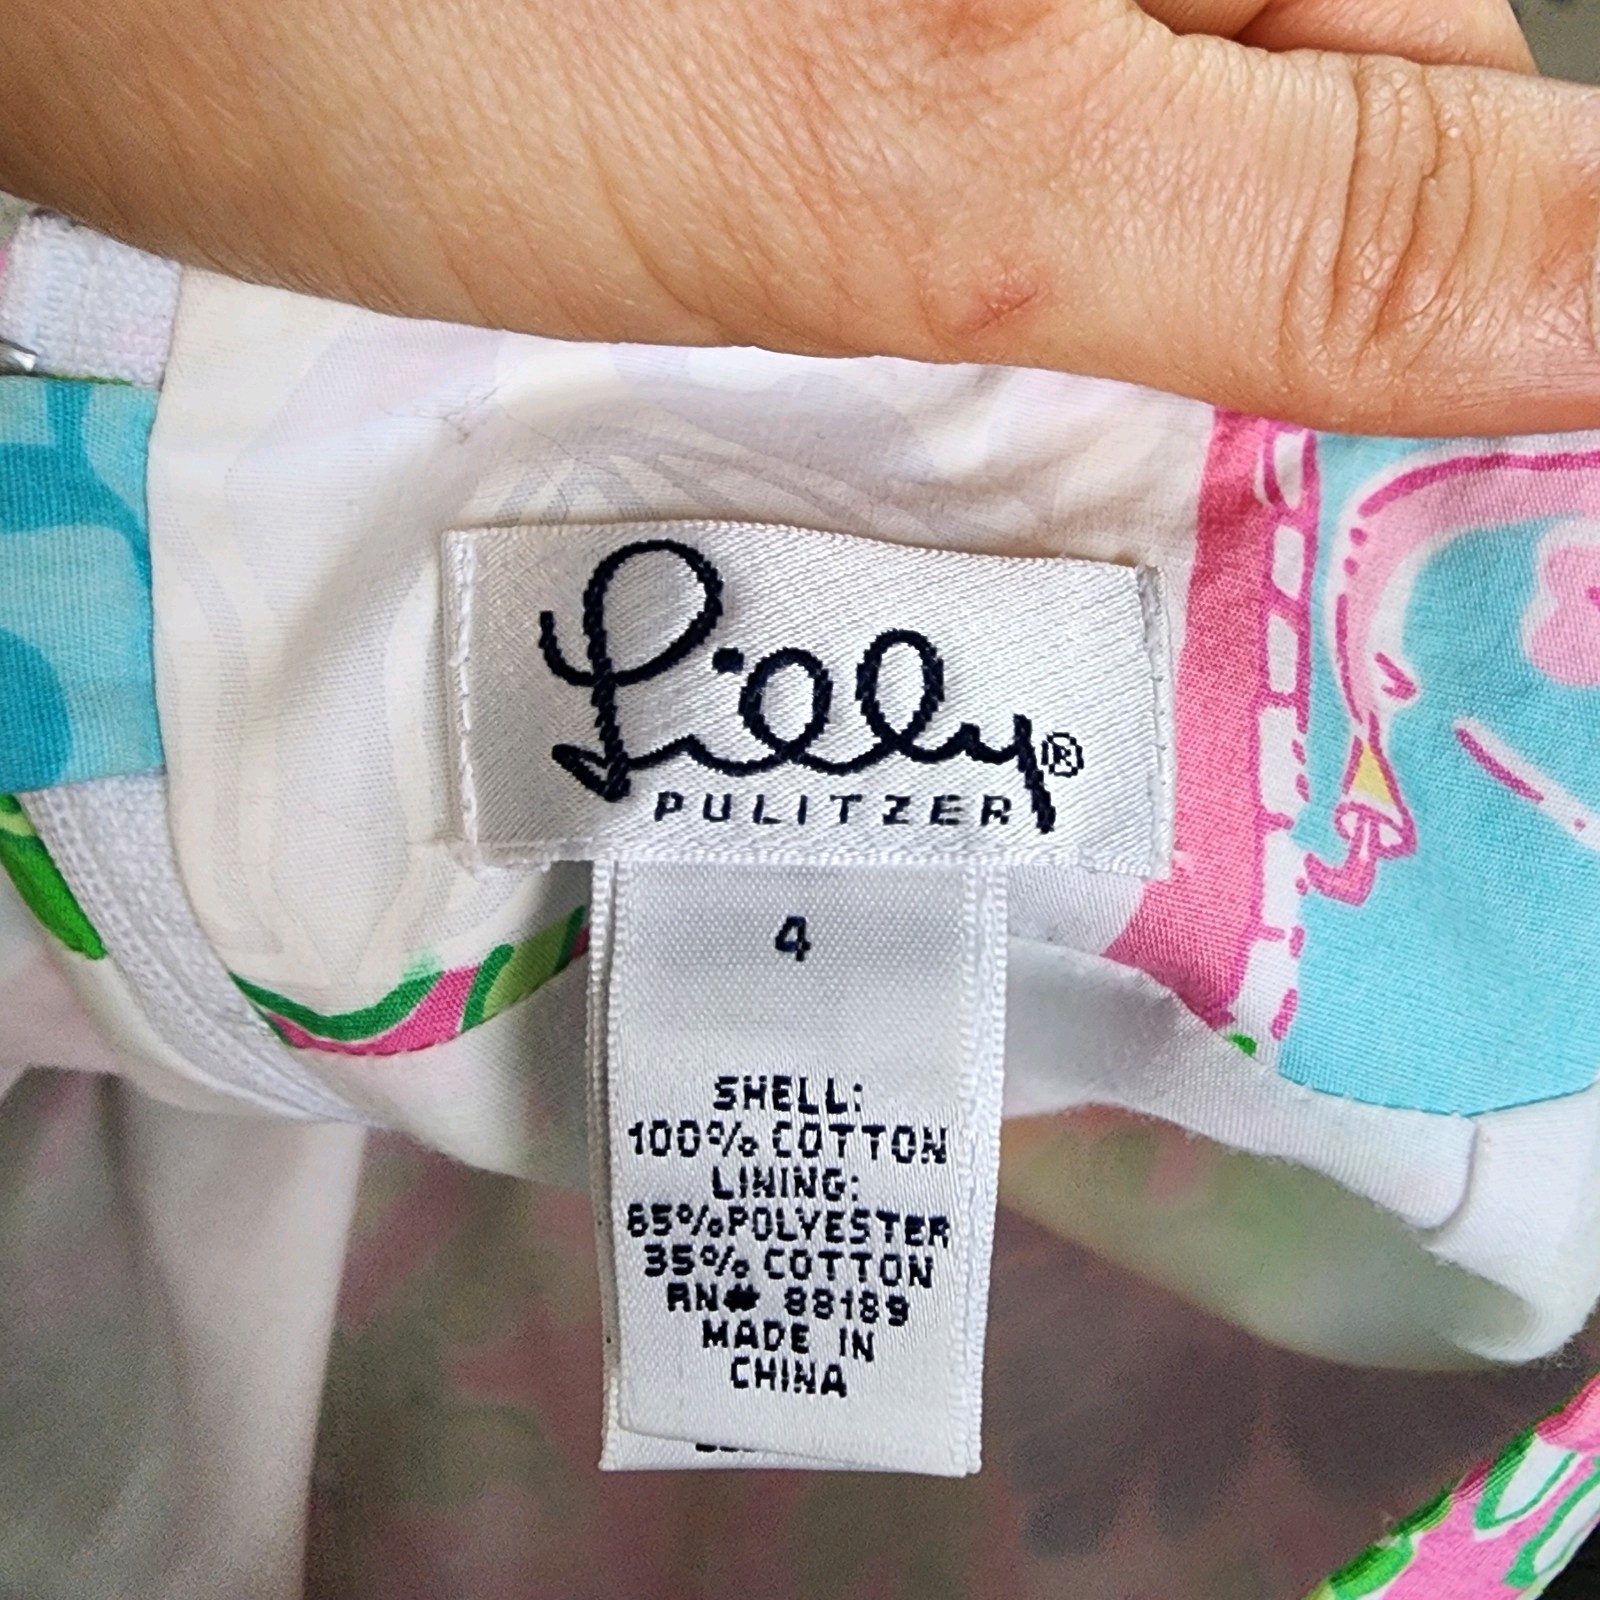 Lilly®
PULITZER
4
SHELL:
100% COTTON
LINING:
65%POLYESTER
35% COTTON
RN# 88189
MADE IN
CHINA